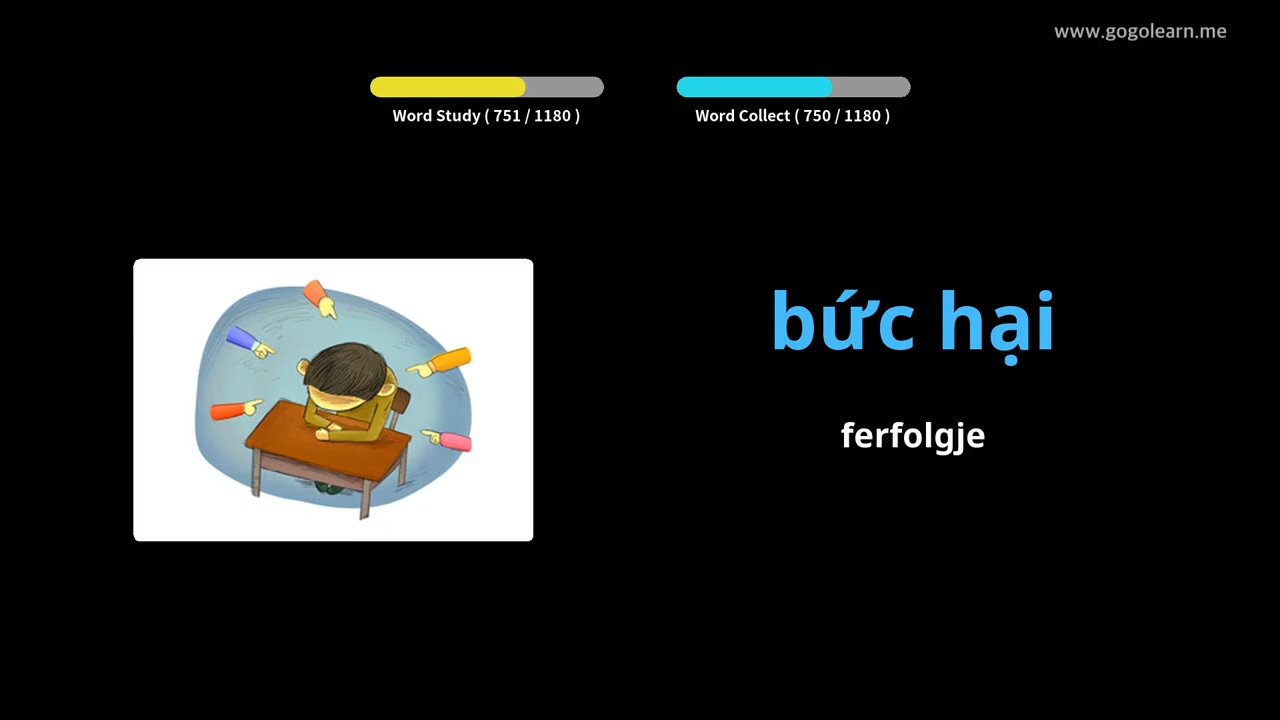 www.gogolearn.me
Word Study ( 751 / 1180 )
Word Collect ( 750 / 1180 )
bức hại
ferfolgje